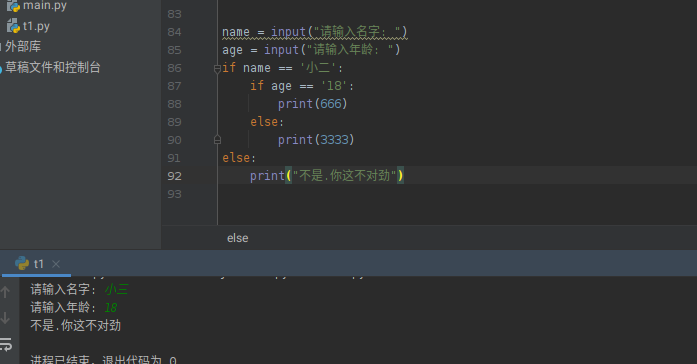 main.py
t1.py
外部库
草稿文件和控制台
83
84 name = input("请输入名字: ")
85 age = input("请输入年龄: ")
86 if name == '小二':
87 if age == '18':
88 print(666)
89 else:
90 print(3333)
91 else:
92 print("不是.你这不对劲")
93
else
t1
请输入名字: 小三
请输入年龄: 18
不是.你这不对劲
进程已结束，退出代码为 0